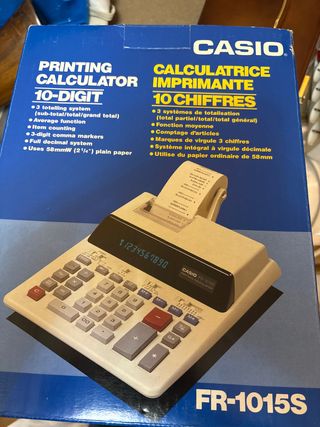 CASIO
PRINTING
CALCULATOR
10-DIGIT
• 3 totalling system
(sub-total/total/grand total)
• Average function
• Item counting
• 3-digit comma markers
• Full decimal system
• Uses 58mmW (2 1/4") plain paper
CALCULATRICE
IMPRIMANTE
10 CHIFFRES
• 3 systèmes de totalisation
(total partiel/total/total général)
• Fonction moyenne
• Comptage d'articles
• Marques de virgule 3 chiffres
• Système intégral à virgule décimale
• Utilise du papier ordinaire de 58mm
1234567890
CASIO
FR-1015S